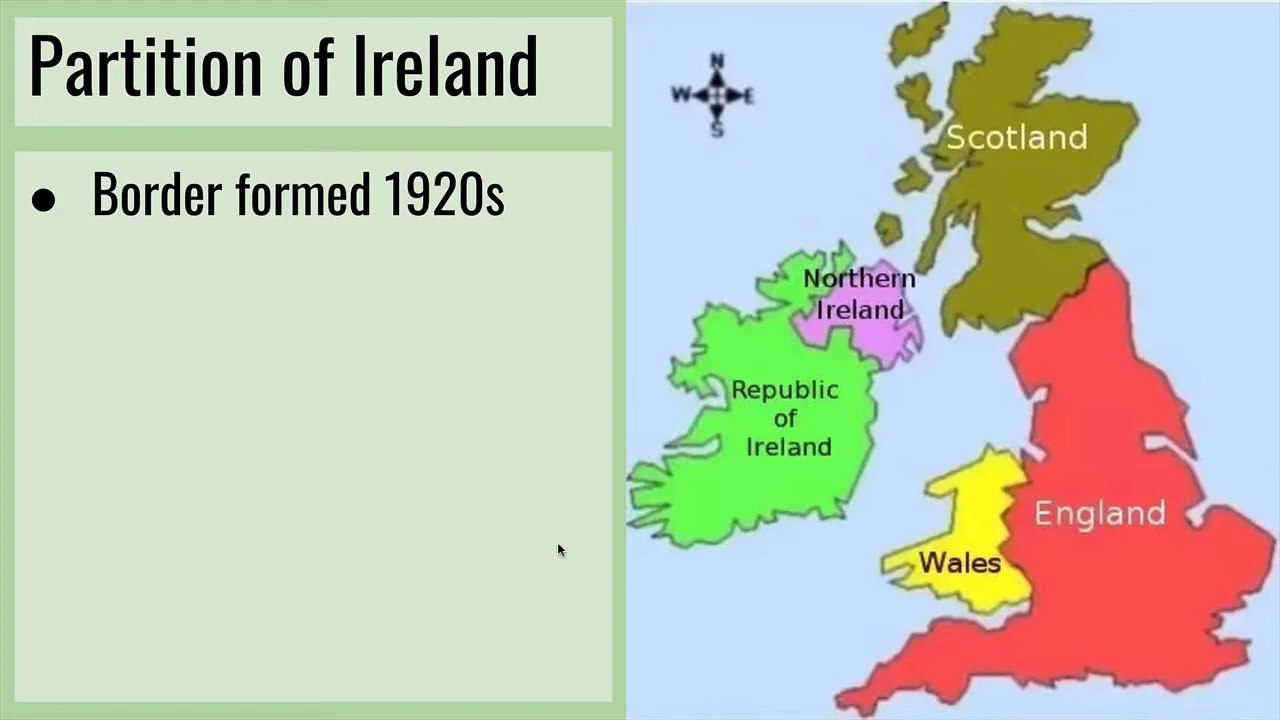 Partition of Ireland
● Border formed 1920s
N
W E
S
Scotland
Northern
Ireland
Republic
of
Ireland
England
Wales